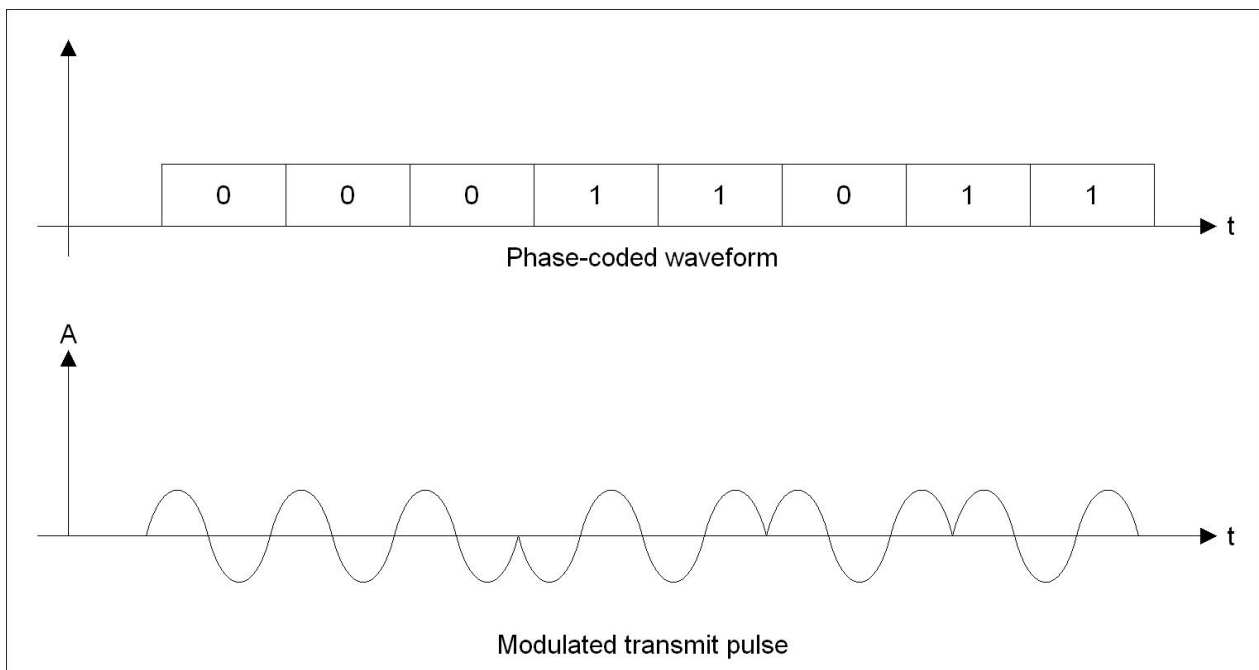 0 0 0 1 1 0 1 1
t
Phase-coded waveform
A
t
Modulated transmit pulse